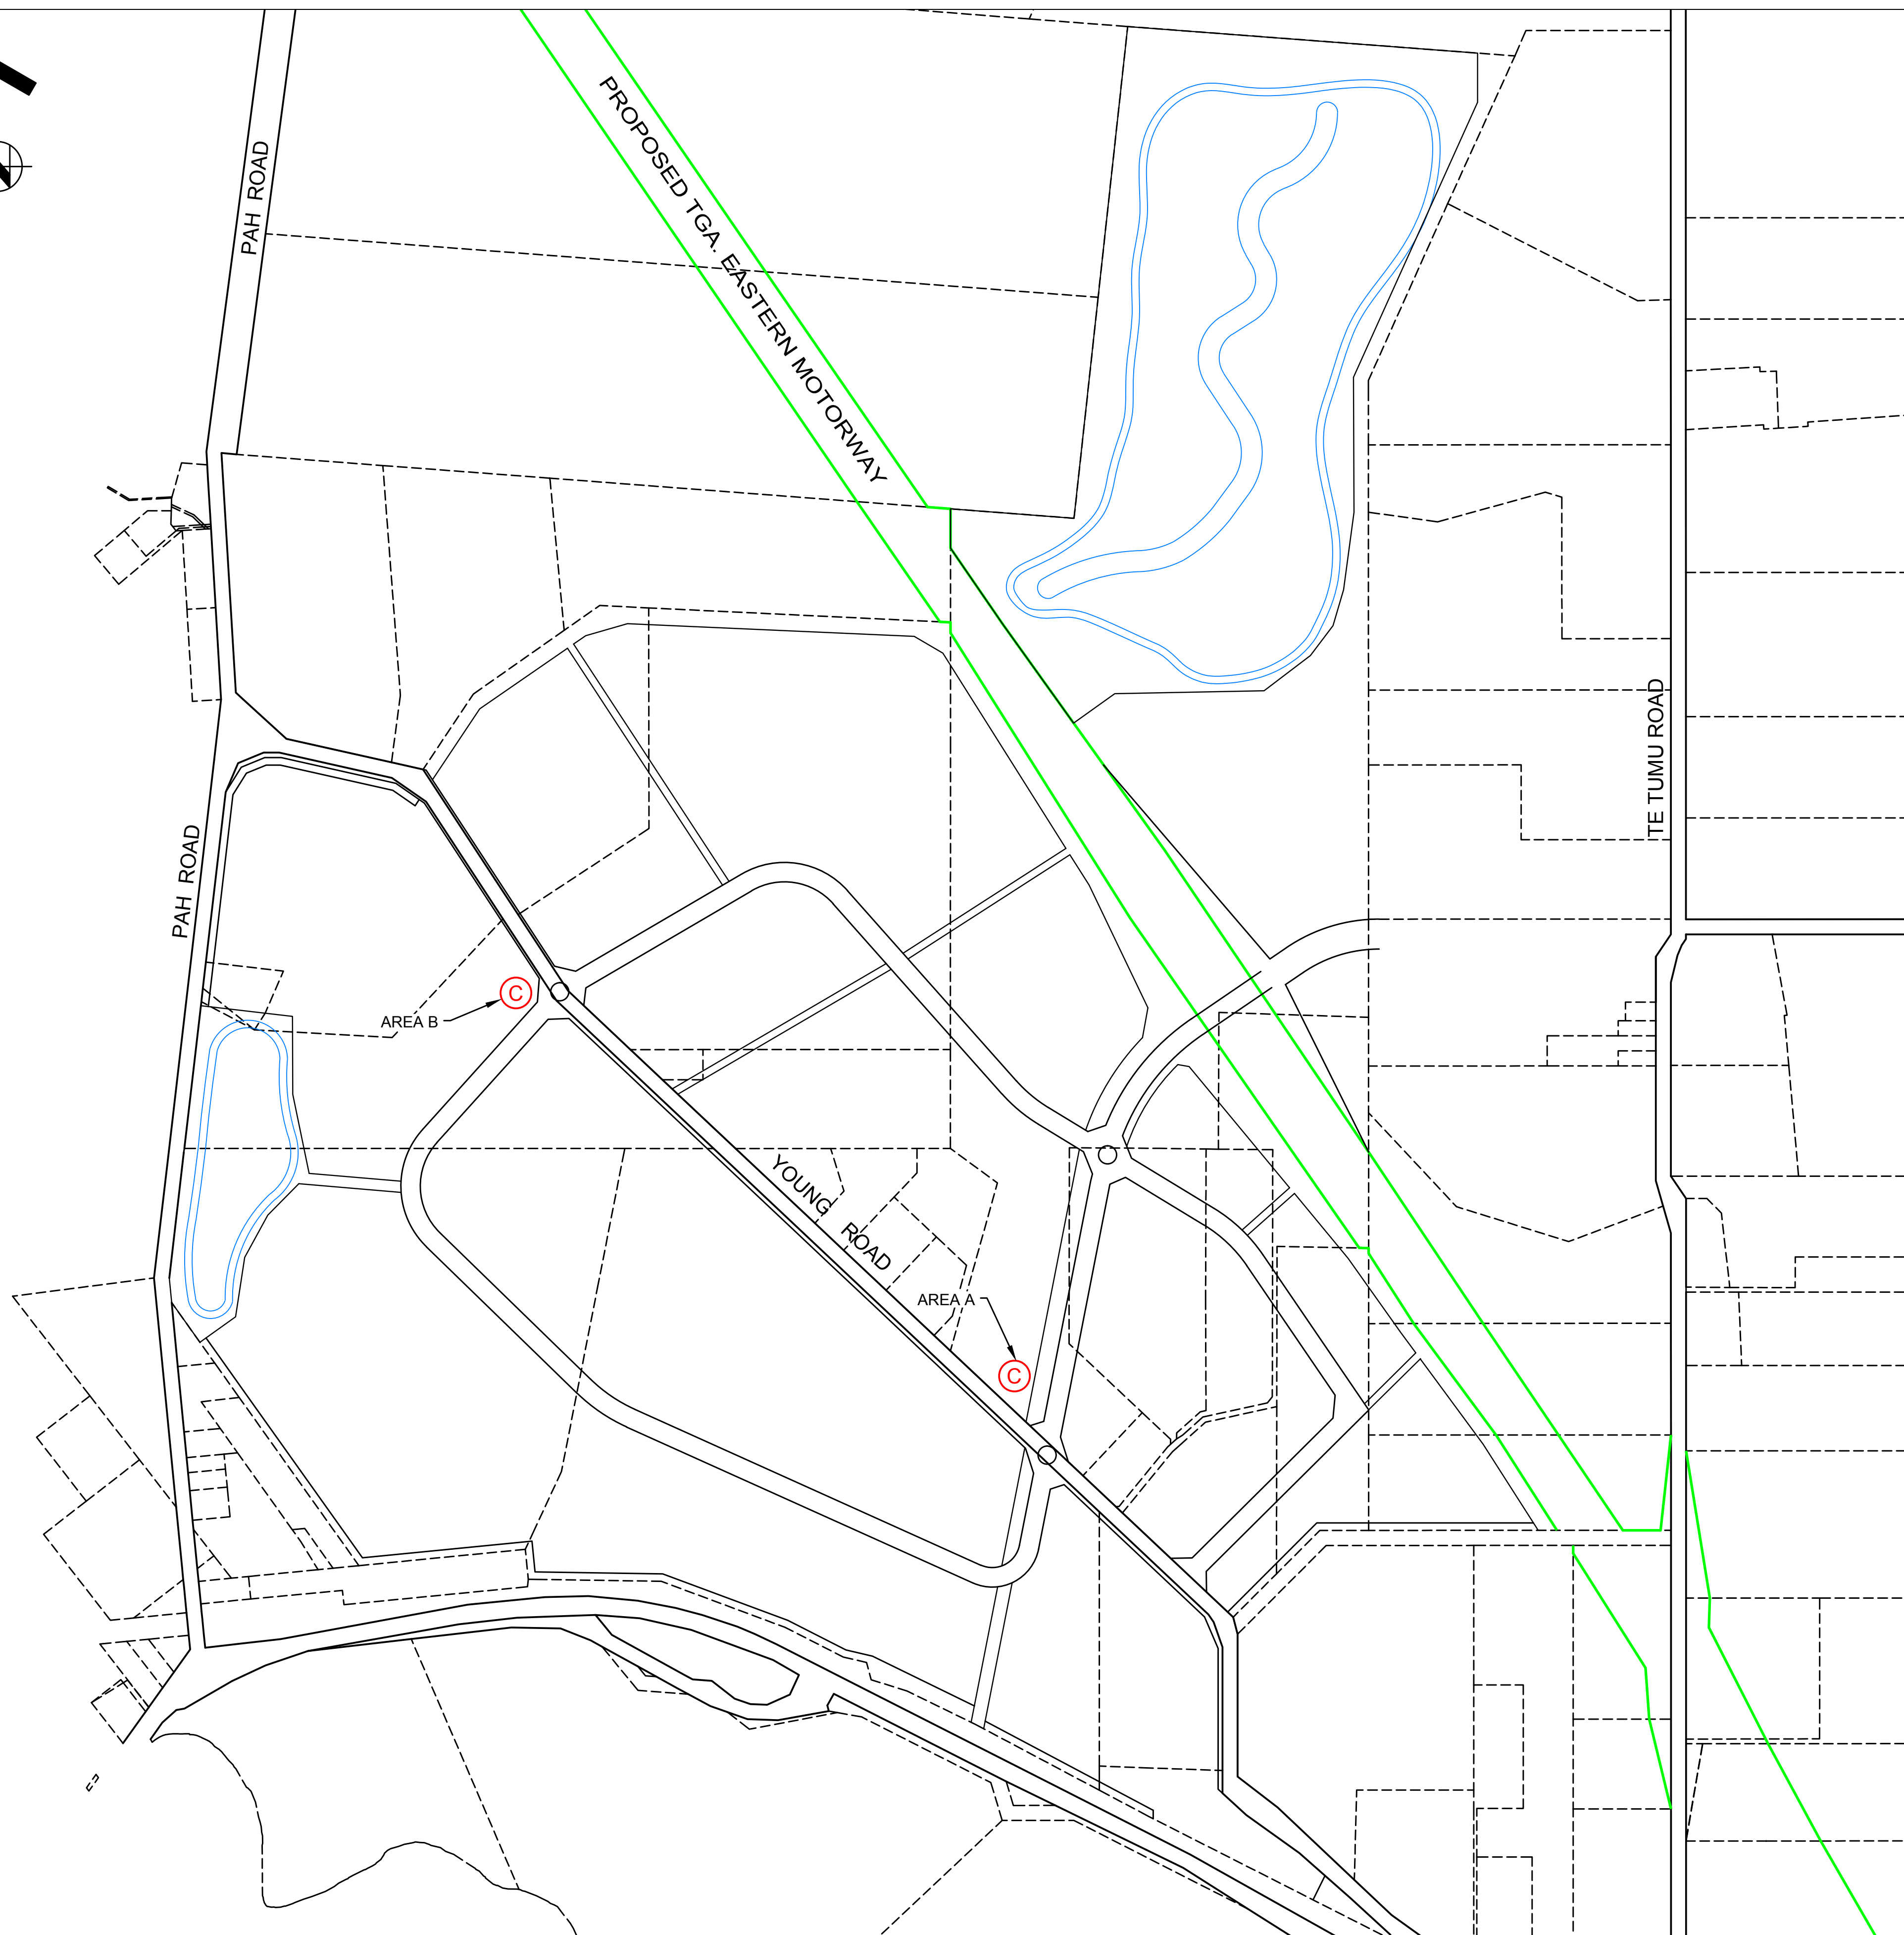 PAH ROAD
PROPOSED TGA. EASTERN MOTORWAY
TE TUMU ROAD
PAH ROAD
C
AREA B
YOUNG ROAD
AREA A
C